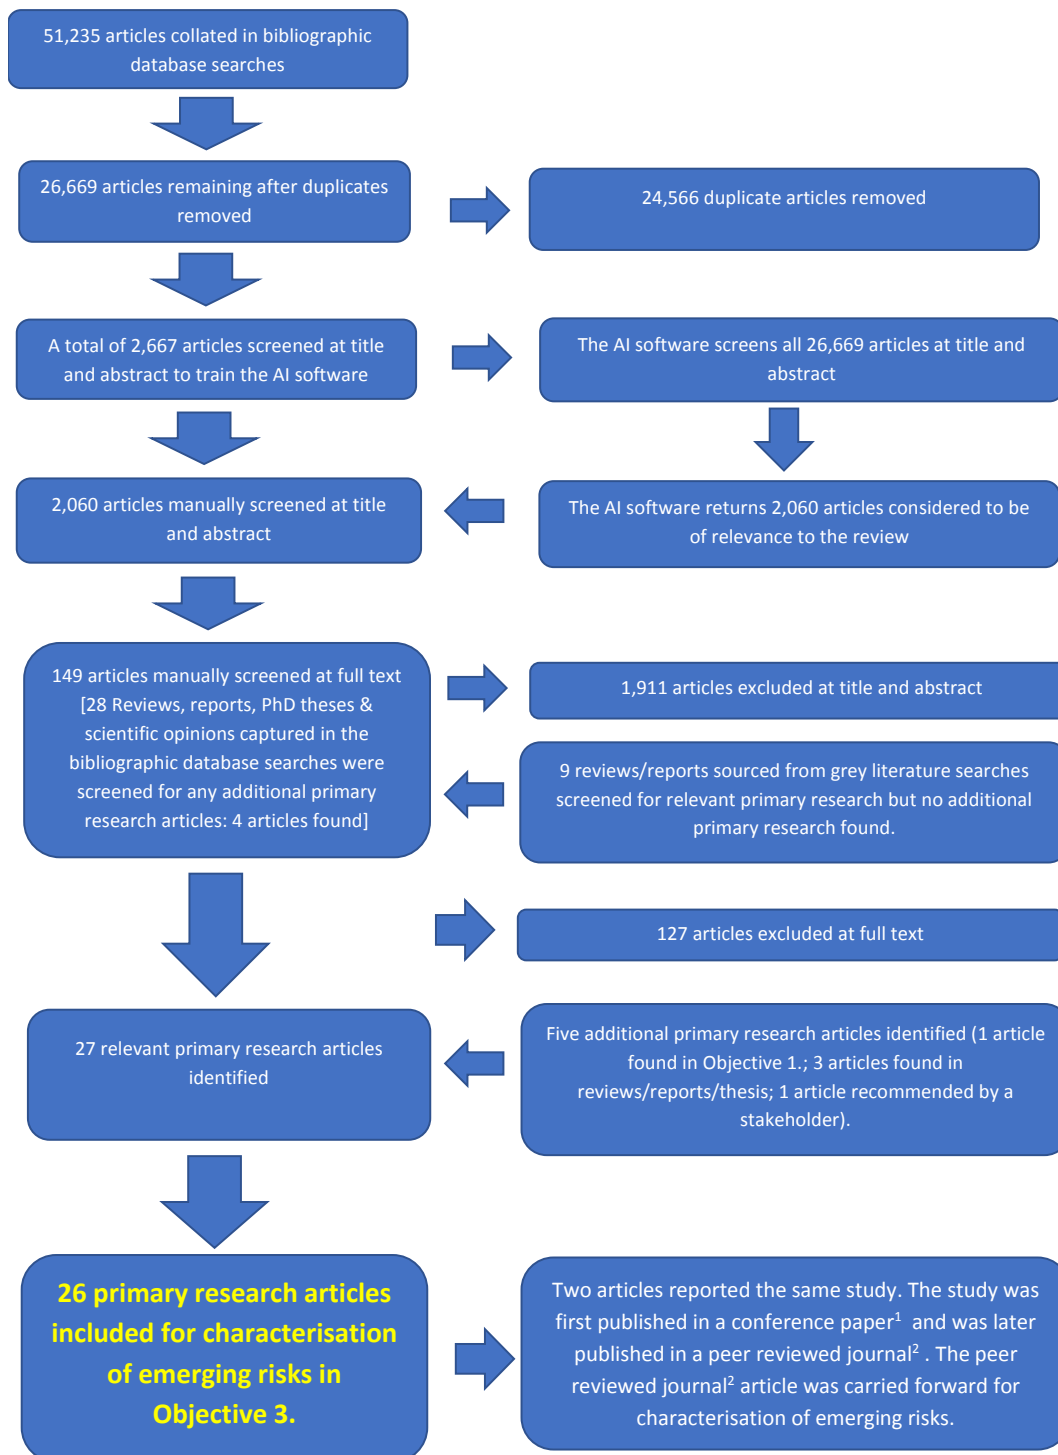 51,235 articles collated in bibliographic
database searches
26,669 articles remaining after duplicates
removed
24,566 duplicate articles removed
A total of 2,667 articles screened at title
and abstract to train the AI software
The AI software screens all 26,669 articles at title and
abstract
2,060 articles manually screened at title
and abstract
The AI software returns 2,060 articles considered to be
of relevance to the review
149 articles manually screened at full text
[28 Reviews, reports, PhD theses &
scientific opinions captured in the
bibliographic database searches were
screened for any additional primary
research articles: 4 articles found]
1,911 articles excluded at title and abstract
9 reviews/reports sourced from grey literature searches
screened for relevant primary research but no additional
primary research found.
127 articles excluded at full text
27 relevant primary research articles
identified
Five additional primary research articles identified (1 article
found in Objective 1.; 3 articles found in
reviews/reports/thesis; 1 article recommended by a
stakeholder).
26 primary research articles
included for characterisation
of emerging risks in
Objective 3.
Two articles reported the same study. The study was
first published in a conference paper¹ and was later
published in a peer reviewed journal² . The peer
reviewed journal² article was carried forward for
characterisation of emerging risks.